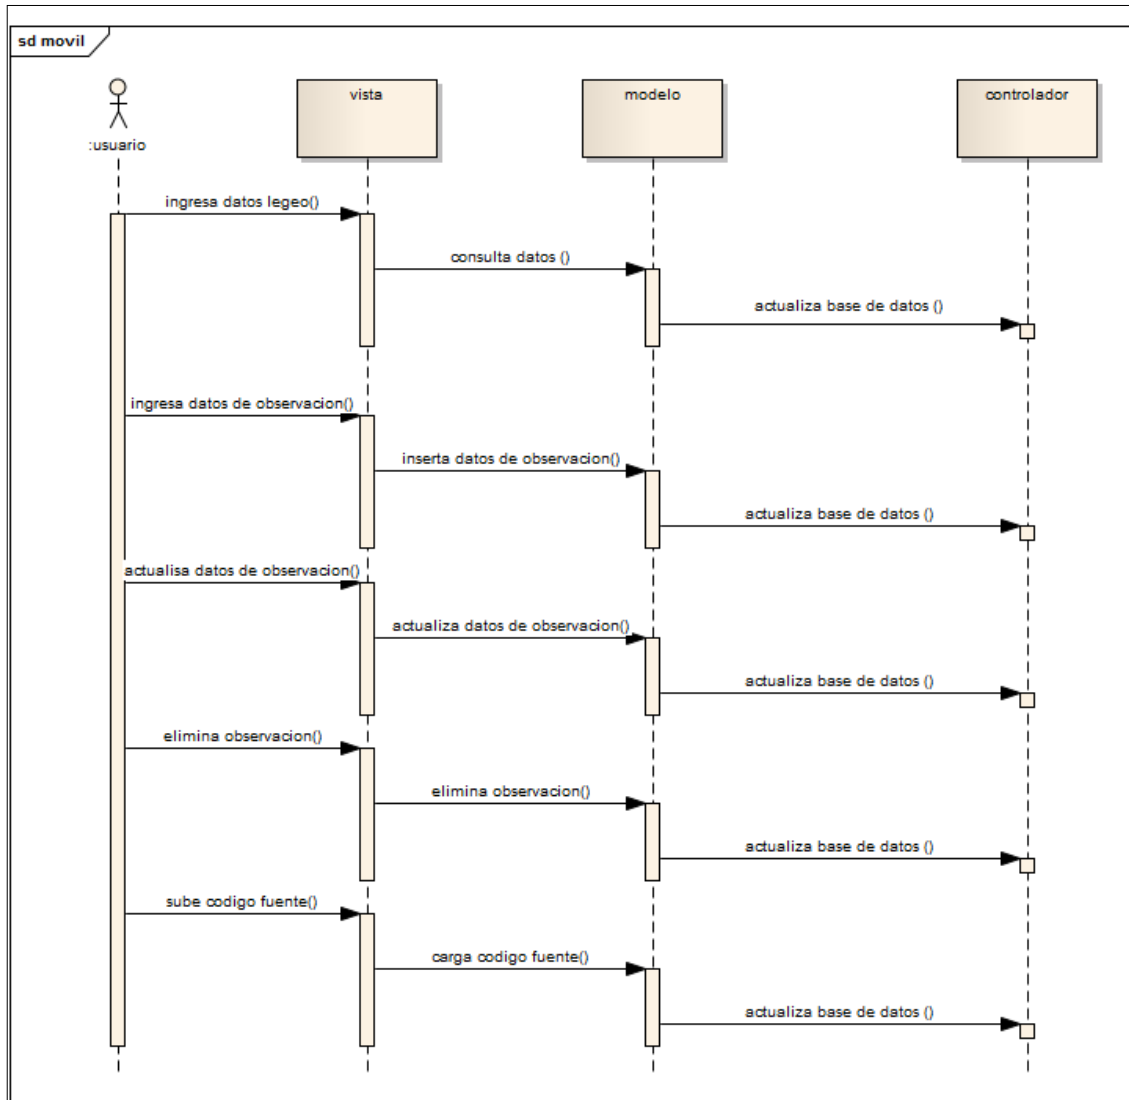 sd movil
:usuario
vista
modelo
controlador
ingresa datos legeo()
consulta datos ()
actualiza base de datos ()
ingresa datos de observacion()
inserta datos de observacion()
actualiza base de datos ()
actualisa datos de observacion()
actualiza datos de observacion()
actualiza base de datos ()
elimina observacion()
elimina observacion()
actualiza base de datos ()
sube codigo fuente()
carga codigo fuente()
actualiza base de datos ()